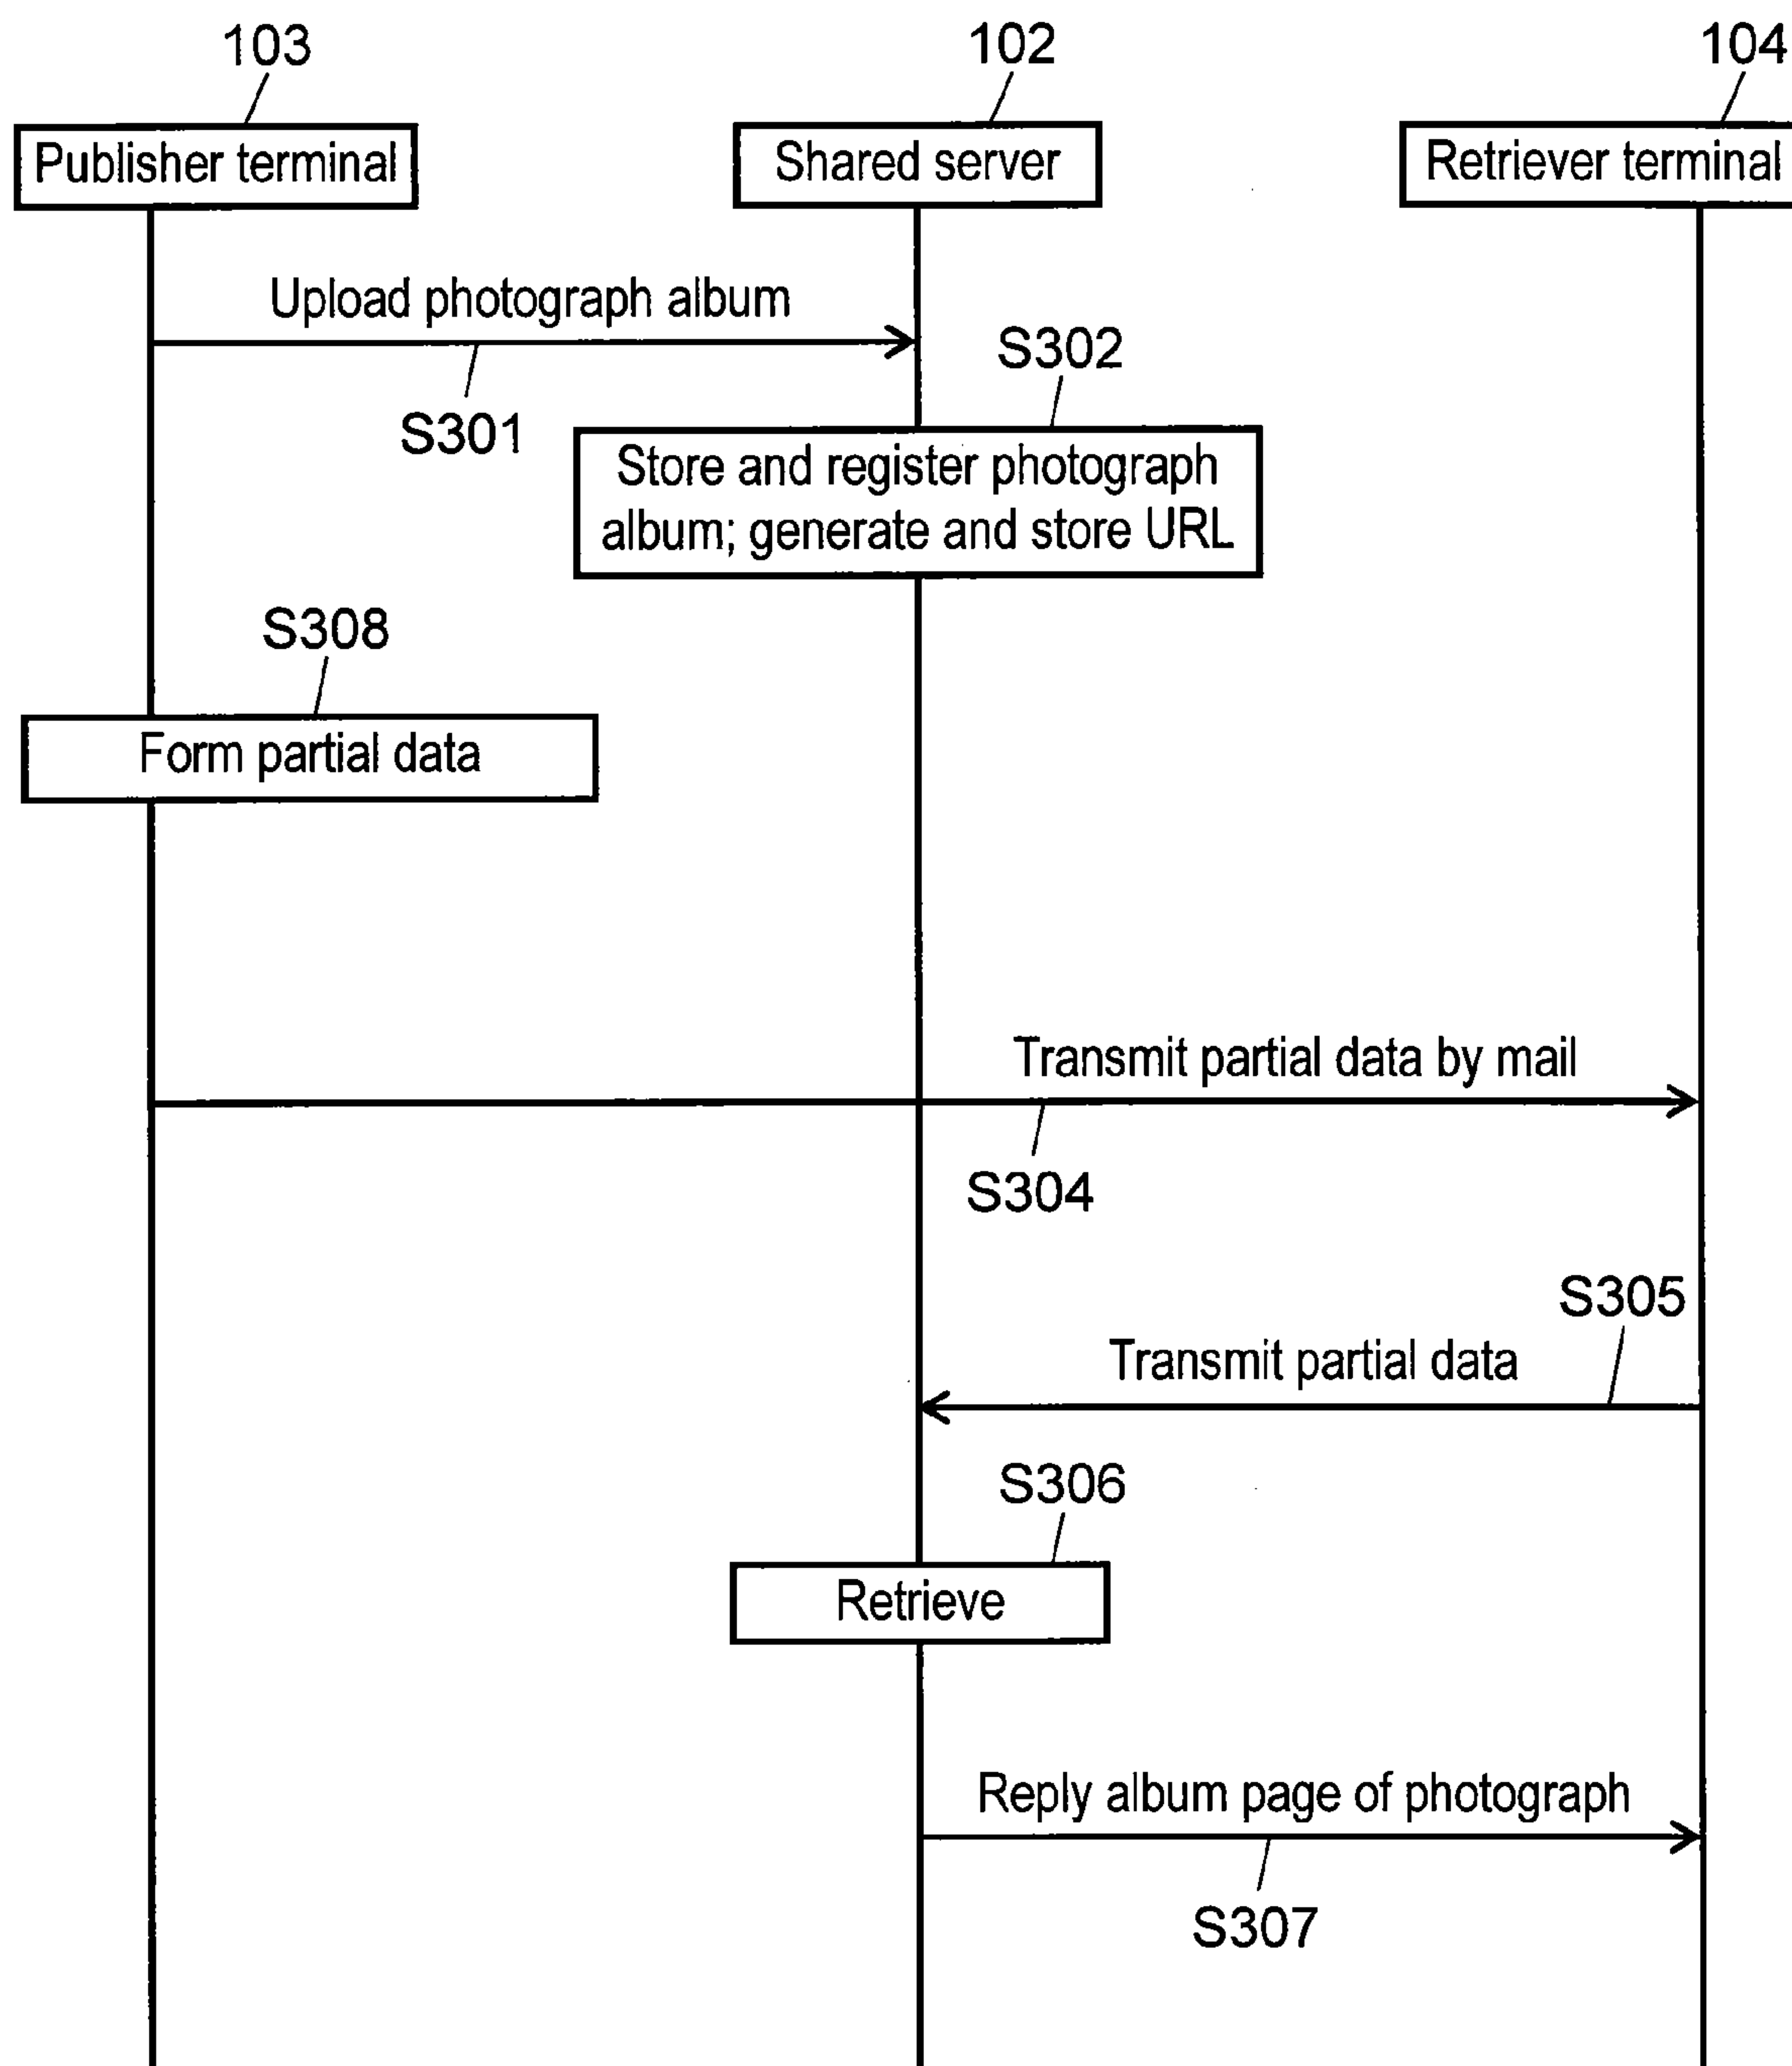 103
102
104
Publisher terminal
Shared server
Retriever terminal
Upload photograph album
S301
S302
Store and register photograph
album; generate and store URL
S308
Form partial data
Transmit partial data by mail
S304
S305
Transmit partial data
S306
Retrieve
Reply album page of photograph
S307